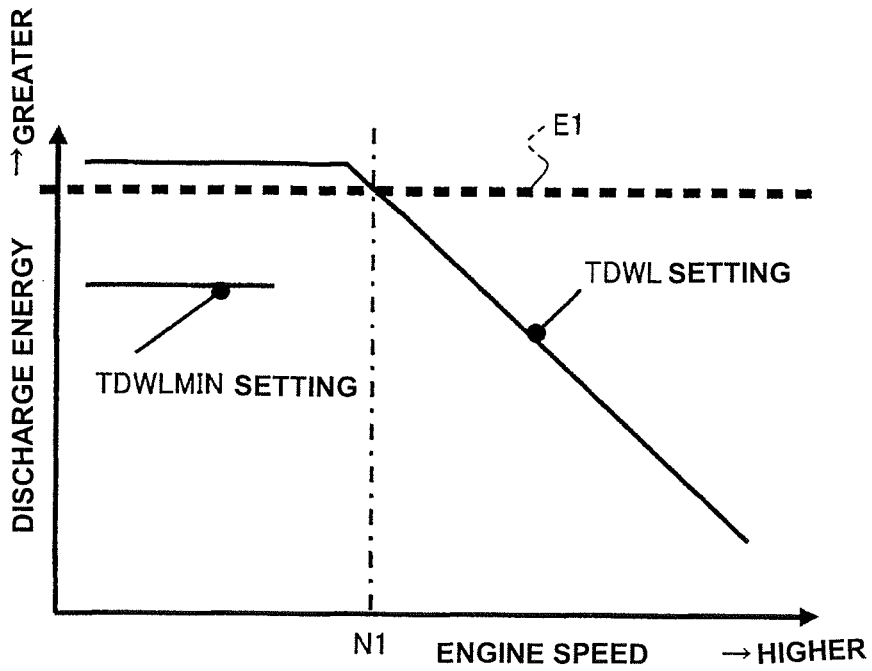 →GREATER
DISCHARGE ENERGY
E1
TDWL SETTING
TDWLMIN SETTING
N1
ENGINE SPEED
→HIGHER